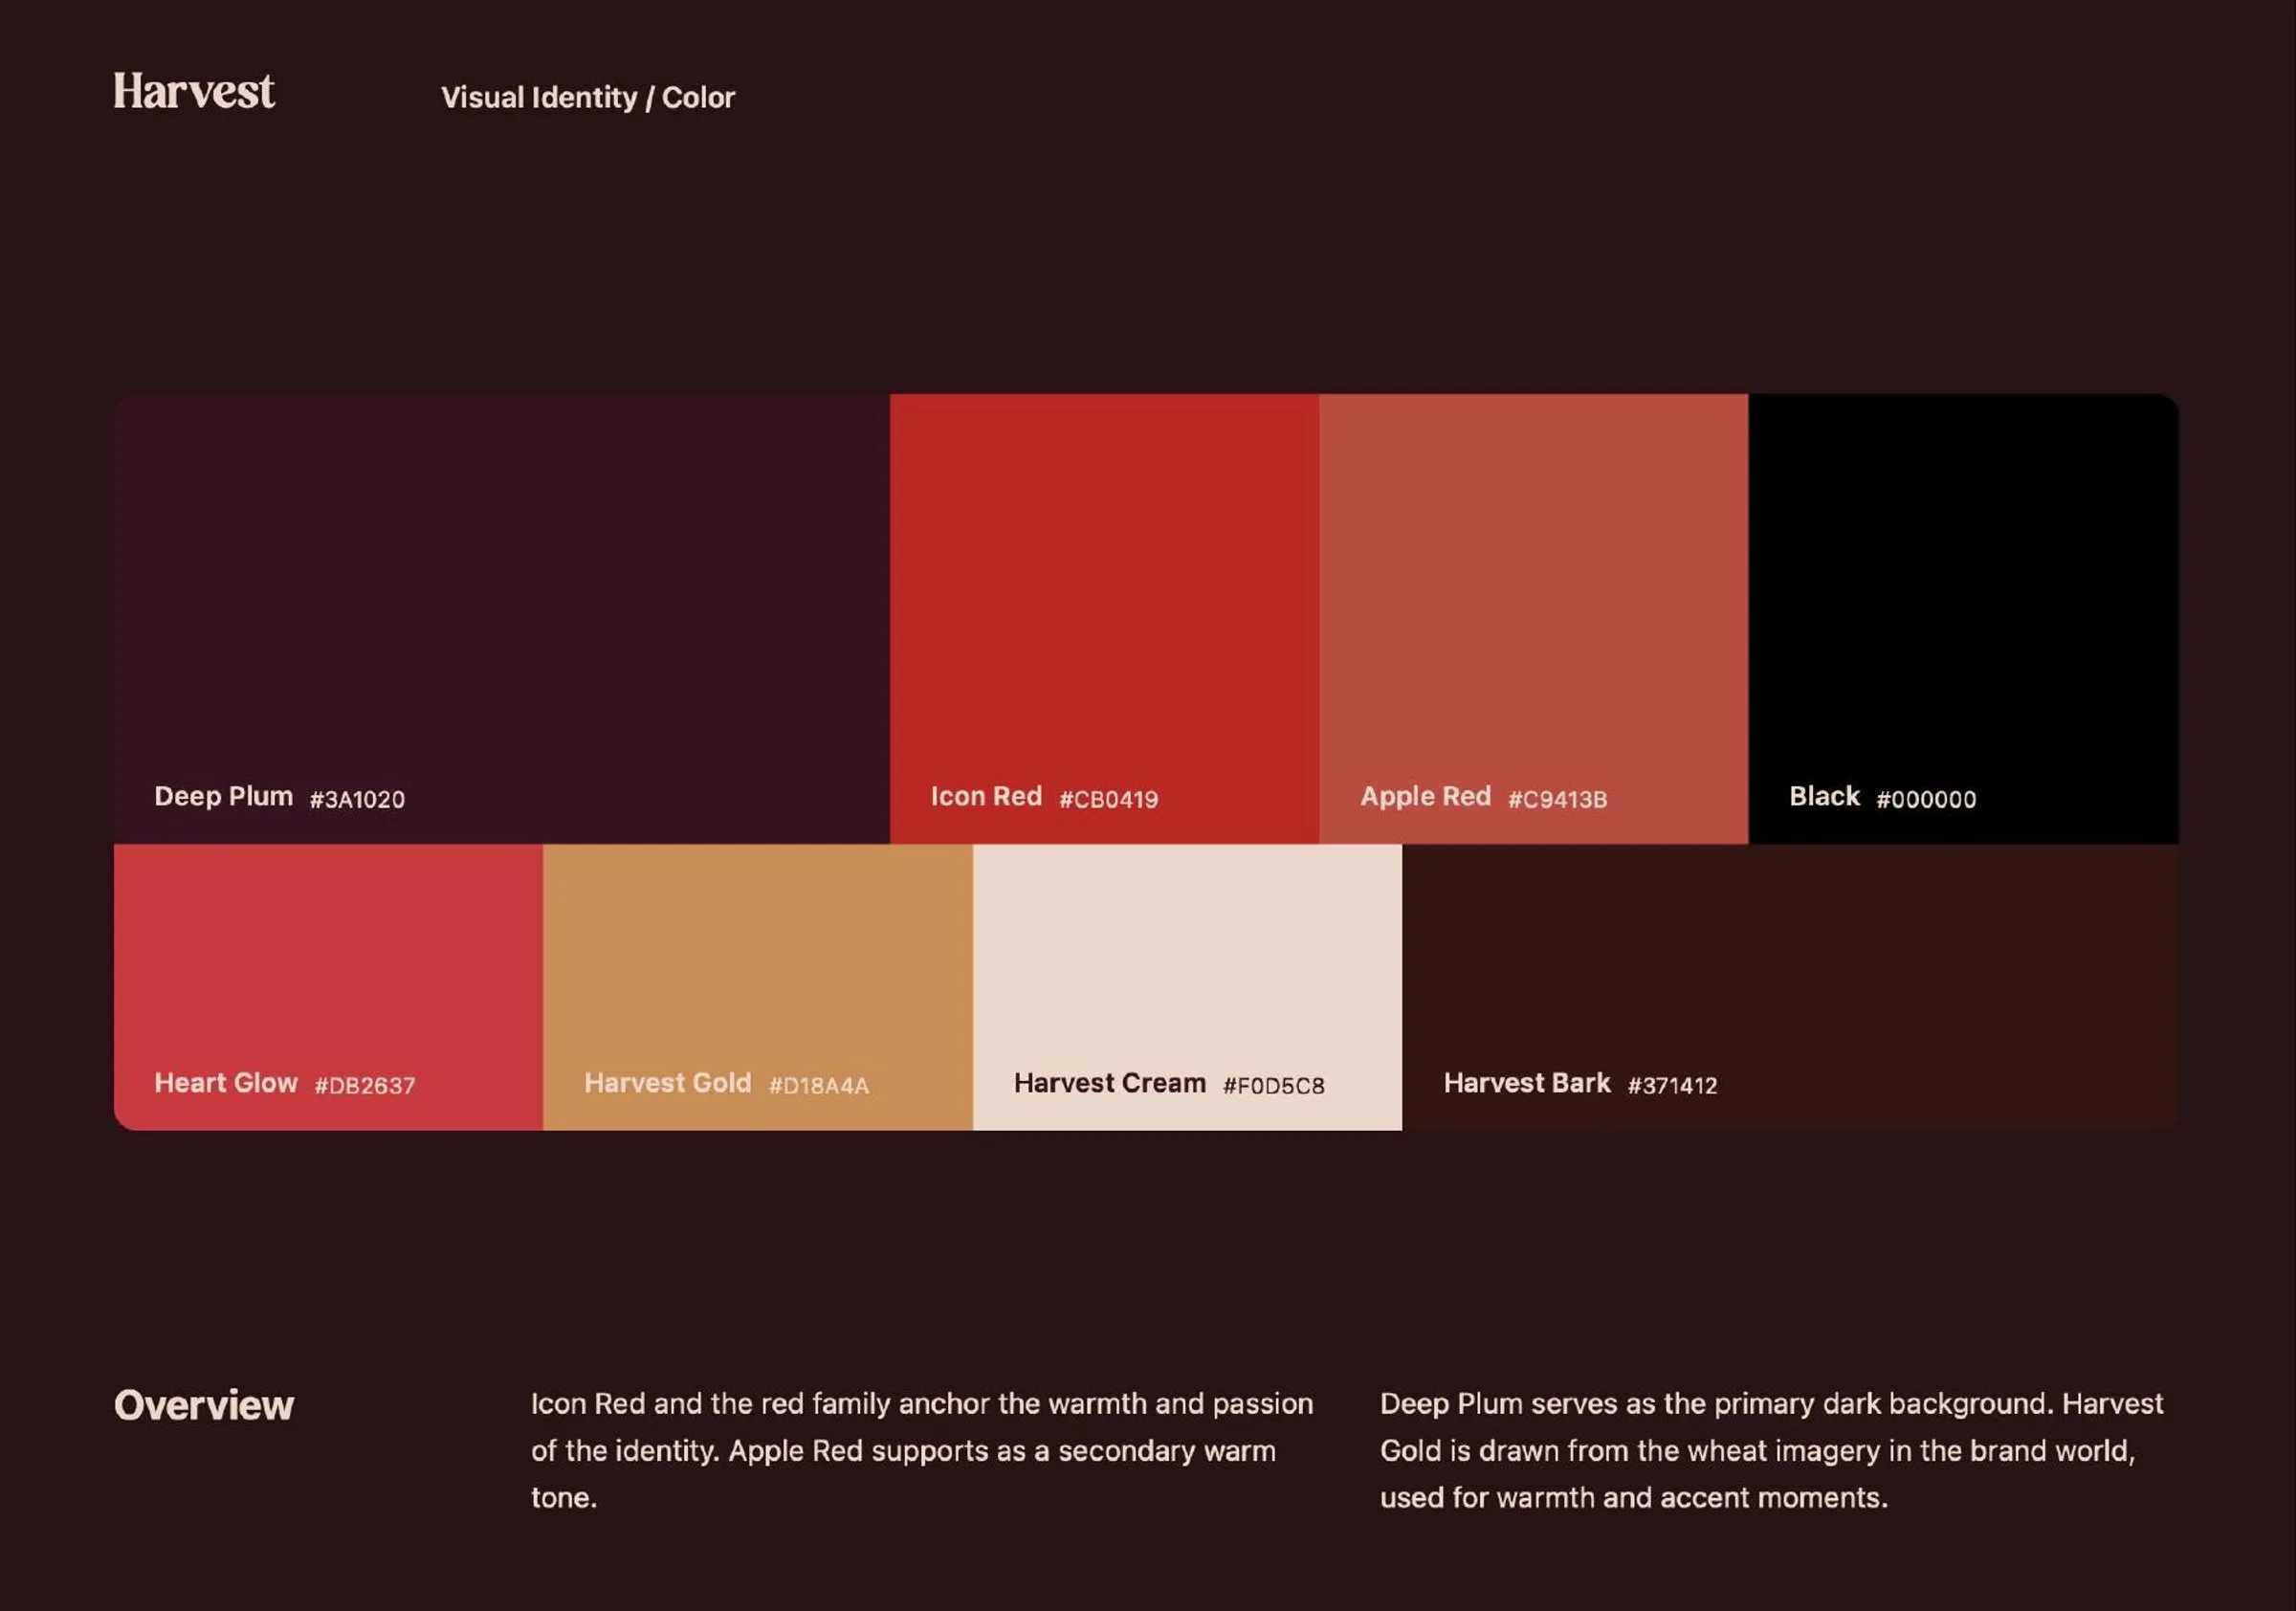 Harvest
Visual Identity / Color
Deep Plum #3A1020
Icon Red #CB0419
Apple Red #C9413B
Black #000000
Heart Glow #DB2637
Harvest Gold #D18A4A
Harvest Cream #F0D5C8
Harvest Bark #371412
Overview
Icon Red and the red family anchor the warmth and passion
of the identity. Apple Red supports as a secondary warm
tone.
Deep Plum serves as the primary dark background. Harvest
Gold is drawn from the wheat imagery in the brand world,
used for warmth and accent moments.